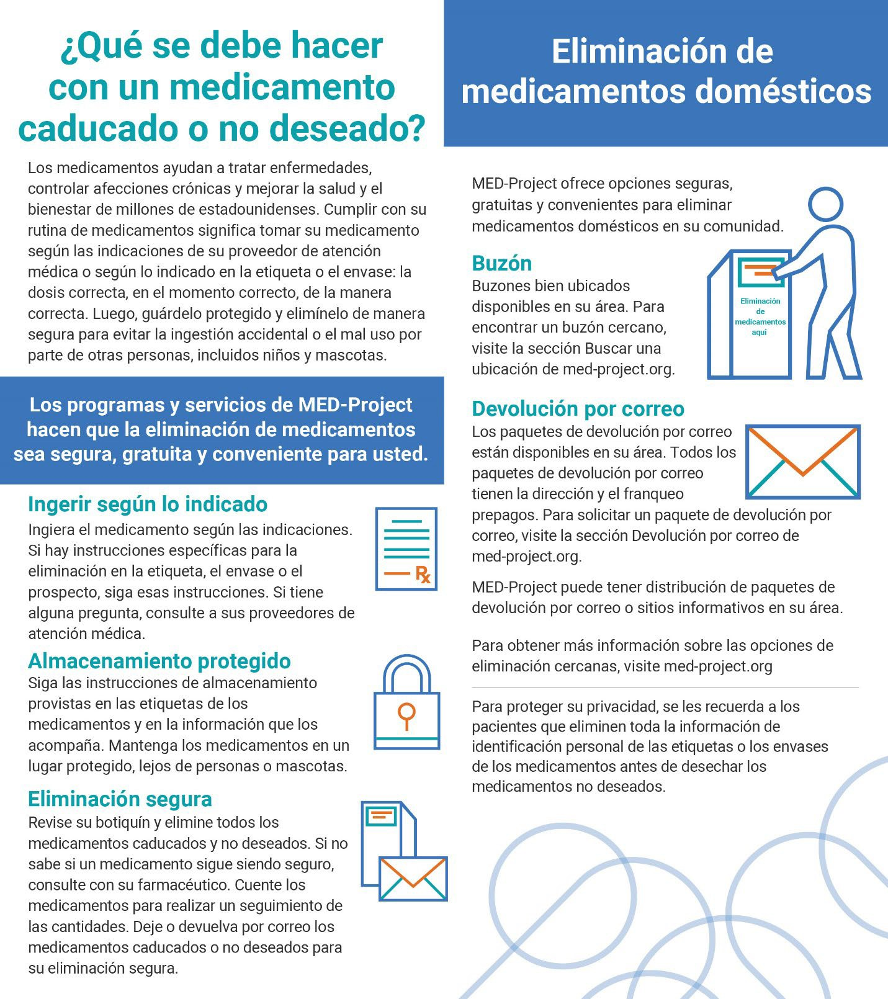 ¿Qué se debe hacer
con un medicamento
caducado o no deseado?
Los medicamentos ayudan a tratar enfermedades,
controlar afecciones crónicas y mejorar la salud y el
bienestar de millones de estadounidenses. Cumplir con su
rutina de medicamentos significa tomar su medicamento
según las indicaciones de su proveedor de atención
médica o según lo indicado en la etiqueta o el envase: la
dosis correcta, en el momento correcto, de la manera
correcta. Luego, guárdelo protegido y elimínelo de manera
segura para evitar la ingestión accidental o el mal uso por
parte de otras personas, incluidos niños y mascotas.
Los programas y servicios de MED-Project
hacen que la eliminación de medicamentos
sea segura, gratuita y conveniente para usted.
Ingerir según lo indicado
Ingiera el medicamento según las indicaciones.
Si hay instrucciones específicas para la
eliminación en la etiqueta, el envase o el
prospecto, siga esas instrucciones. Si tiene
alguna pregunta, consulte a sus proveedores de
atención médica.
Rx
Almacenamiento protegido
Siga las instrucciones de almacenamiento
provistas en las etiquetas de los
medicamentos y en la información que los
acompaña. Mantenga los medicamentos en un
lugar protegido, lejos de personas o mascotas.
Eliminación segura
Revise su botiquín y elimine todos los
medicamentos caducados y no deseados. Si no
sabe si un medicamento sigue siendo seguro,
consulte con su farmacéutico. Cuente los
medicamentos para realizar un seguimiento de
las cantidades. Deje o devuelva por correo los
medicamentos caducados o no deseados para
su eliminación segura.
Eliminación de
medicamentos domésticos
MED-Project ofrece opciones seguras,
gratuitas y convenientes para eliminar
medicamentos domésticos en su comunidad.
Buzón
Buzones bien ubicados
disponibles en su área. Para
encontrar un buzón cercano,
visite la sección Buscar una
ubicación de med-project.org.
Eliminación
de
medicamentos
aquí
Devolución por correo
Los paquetes de devolución por correo
están disponibles en su área. Todos los
paquetes de devolución por correo
tienen la dirección y el franqueo
prepagos. Para solicitar un paquete de devolución por
correo, visite la sección Devolución por correo de
med-project.org.
MED-Project puede tener distribución de paquetes de
devolución por correo o sitios informativos en su área.
Para obtener más información sobre las opciones de
eliminación cercanas, visite med-project.org
Para proteger su privacidad, se les recuerda a los
pacientes que eliminen toda la información de
identificación personal de las etiquetas o los envases
de los medicamentos antes de desechar los
medicamentos no deseados.